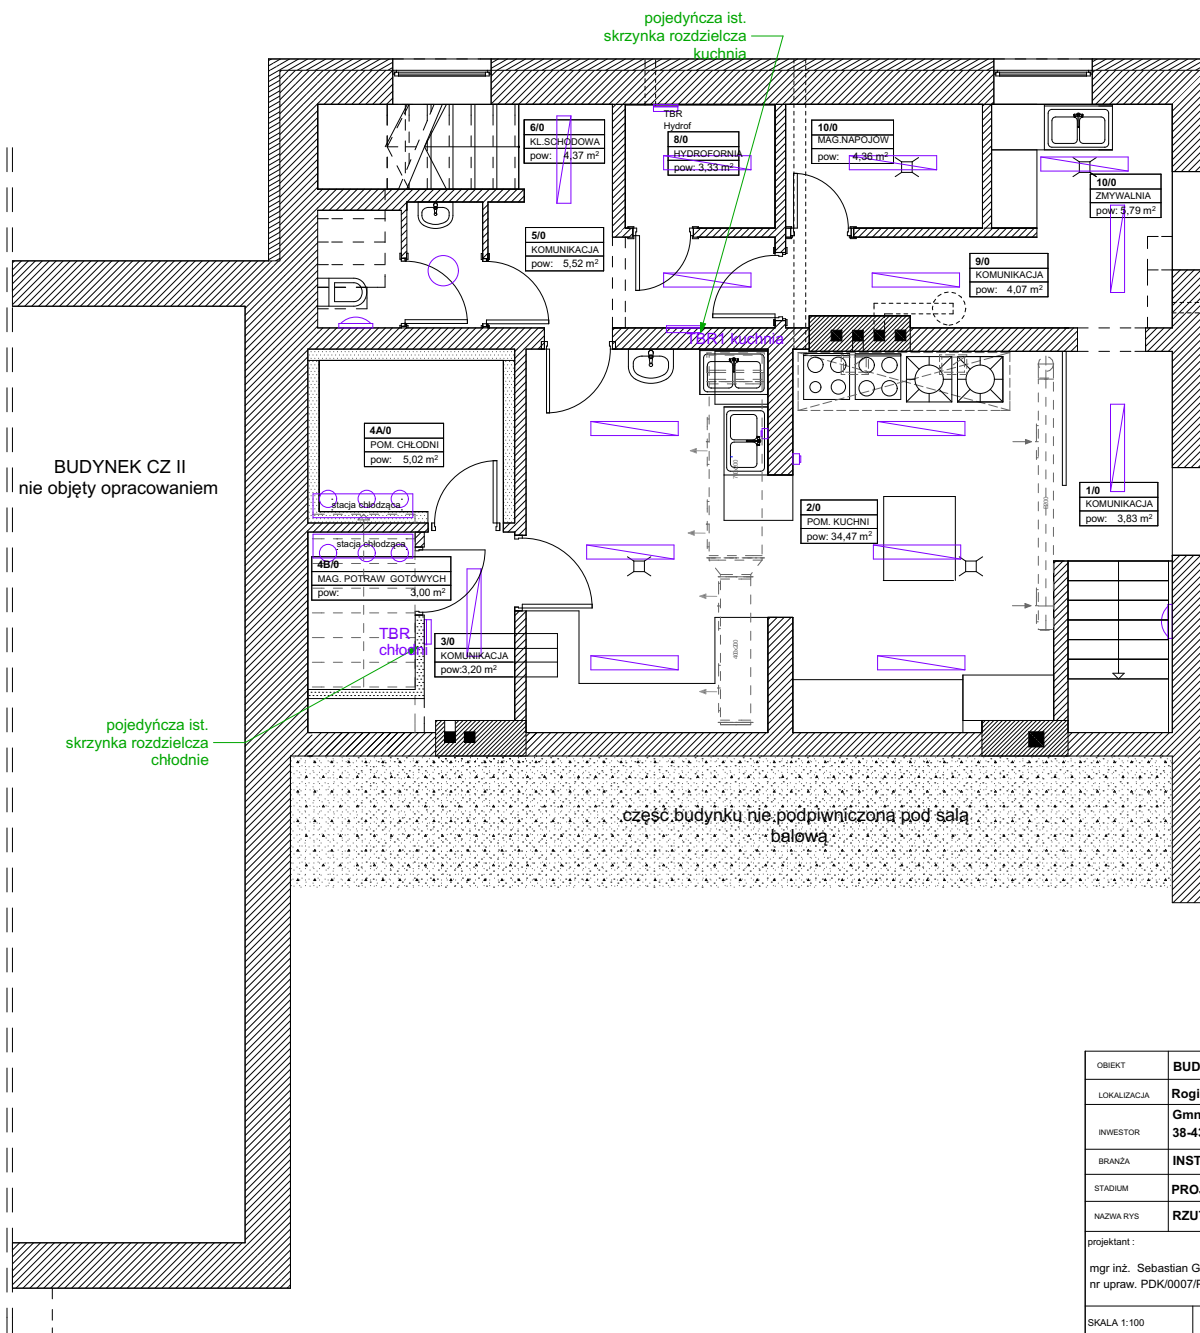 pojedyńcza ist.
skrzynka rozdzielcza
kuchnia
6/0
KL.SCHODOWA
pow: 4,37 m²
TBR
Hydrof
8/0
HYDROFORNIA
pow: 3,33 m²
10/0
MAG.NAPOJÓW
pow: 4,36 m²
10/0
ZMYWALNIA
pow: 5,79 m²
5/0
KOMUNIKACJA
pow: 5,52 m²
9/0
KOMUNIKACJA
pow: 4,07 m²
TBR1 kuchnia
4A/0
POM. CHŁODNI
pow: 5,02 m²
BUDYNEK CZ II
nie objęty opracowaniem
stacja chłodząca
stacja chłodząca
1/0
KOMUNIKACJA
pow: 3,83 m²
2/0
POM. KUCHNI
pow: 34,47 m²
4B/0
MAG. POTRAW GOTOWYCH
pow: 3,00 m²
TBR
chłodni
3/0
KOMUNIKACJA
pow:3,20 m²
400x200
pojedyńcza ist.
skrzynka rozdzielcza
chłodnie
część budynku nie podpiwniczona pod salą
balową
OBIEKT BUD
LOKALIZACJA Rogi
INWESTOR Gmn
38-43
BRANŻA INST
STADIUM PRO
NAZWA RYS RZU
projektant :
mgr inż. Sebastian G
nr upraw. PDK/0007/P
SKALA 1:100